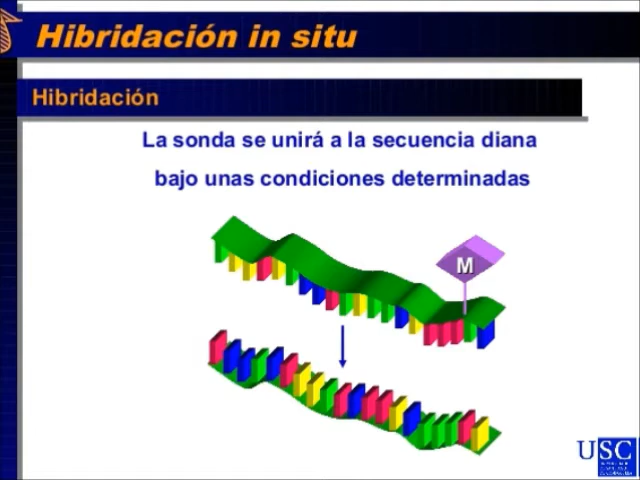 Hibridación in situ
Hibridación
La sonda se unirá a la secuencia diana
bajo unas condiciones determinadas
M
USC